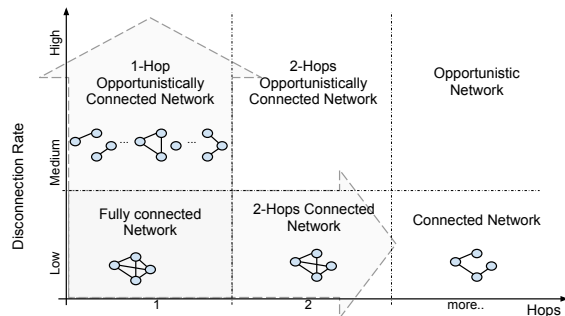 High
1-Hop
Opportunistically
Connected Network
2-Hops
Opportunistically
Connected Network
Opportunistic
Network
Disconnection Rate
Medium
... ...
Fully connected
Network
2-Hops Connected
Network
Connected Network
Low
1
2
more..
Hops